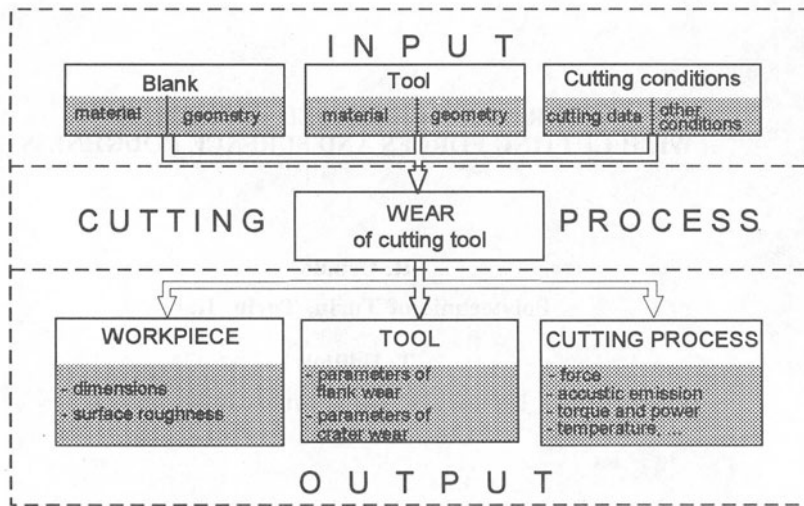 I N P U T
Blank
material geometry
Tool
material geometry
Cutting conditions
cutting data other
conditions
C U T T I N G
WEAR
of cutting tool
P R O C E S S
WORKPIECE
- dimensions
- surface roughness
TOOL
- parameters of
flank wear
- parameters of
crater wear
CUTTING PROCESS
- force
- accustic emission
- torque and power
- temperature, ...
O U T P U T